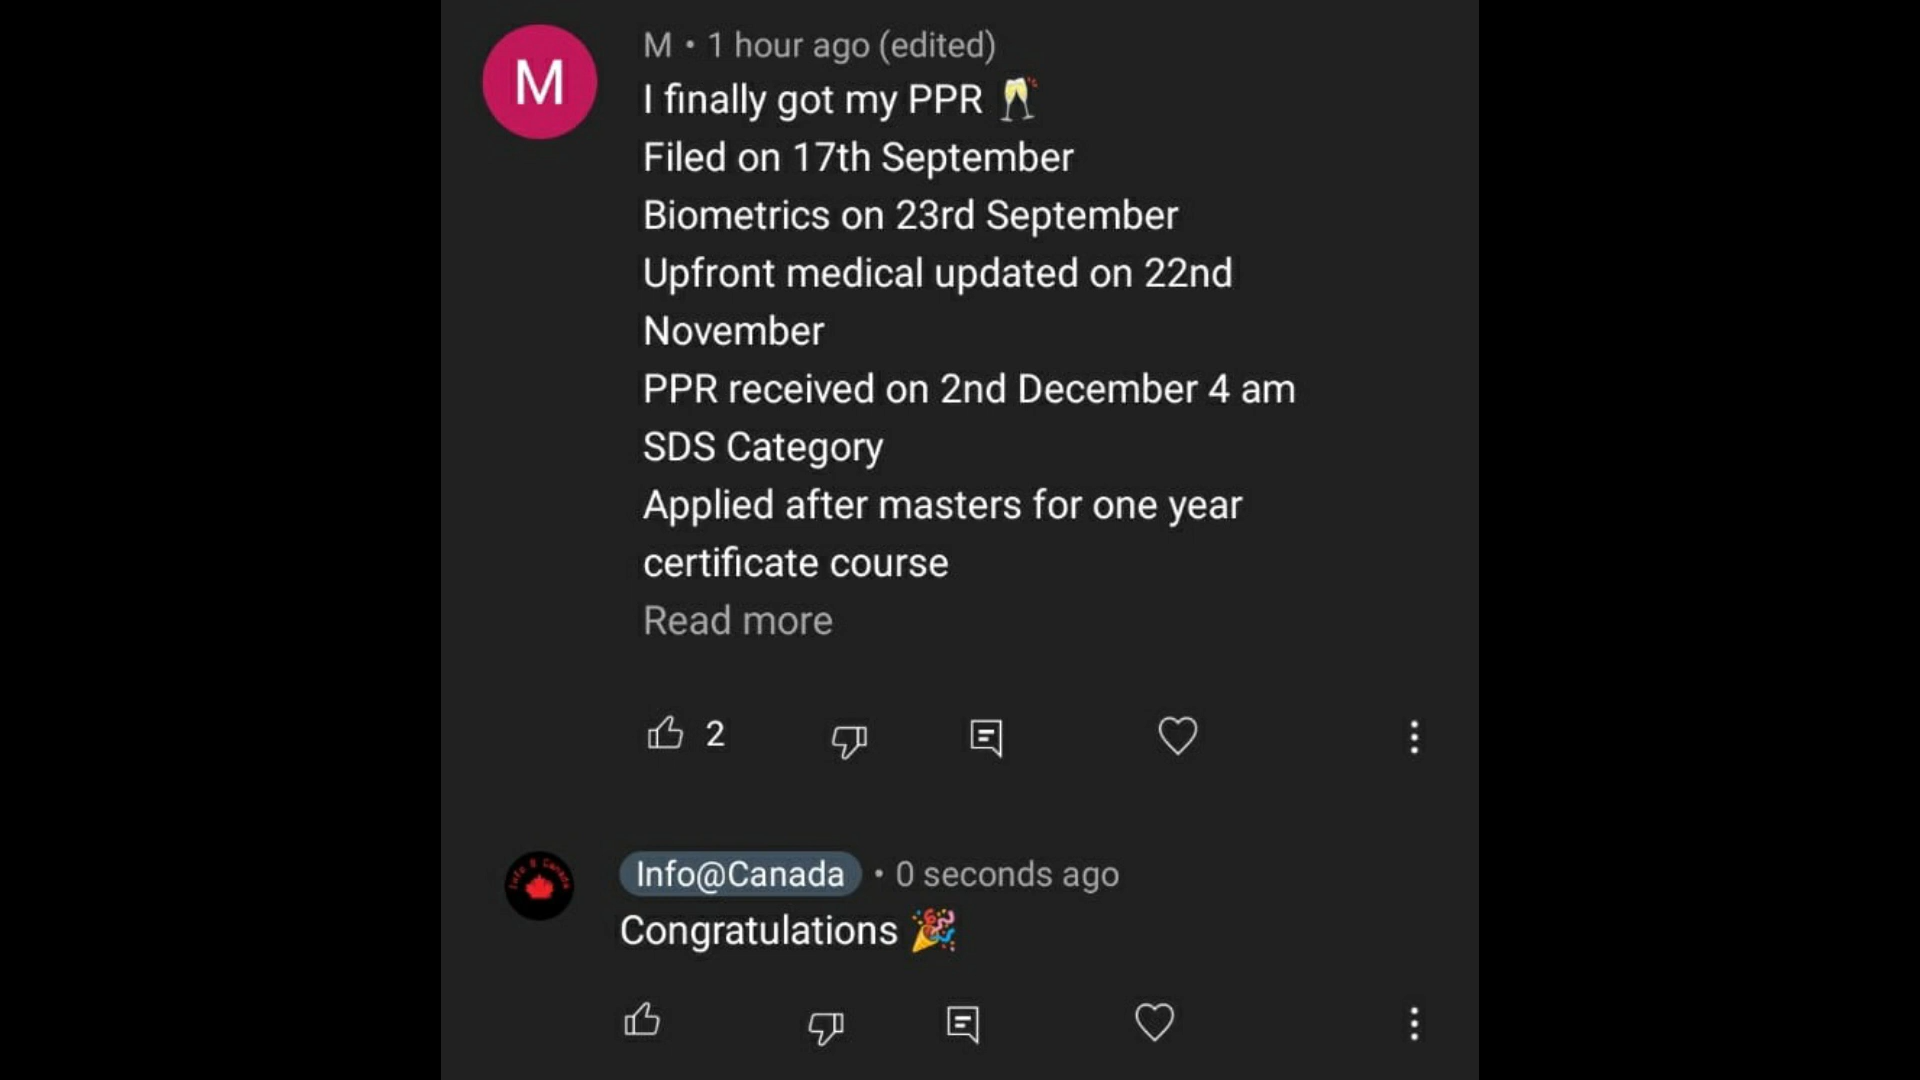 M
M • 1 hour ago (edited)
I finally got my PPR 🥂
Filed on 17th September
Biometrics on 23rd September
Upfront medical updated on 22nd
November
PPR received on 2nd December 4 am
SDS Category
Applied after masters for one year
certificate course
Read more
2
Info @ Canada
Info@Canada • 0 seconds ago
Congratulations 🎉